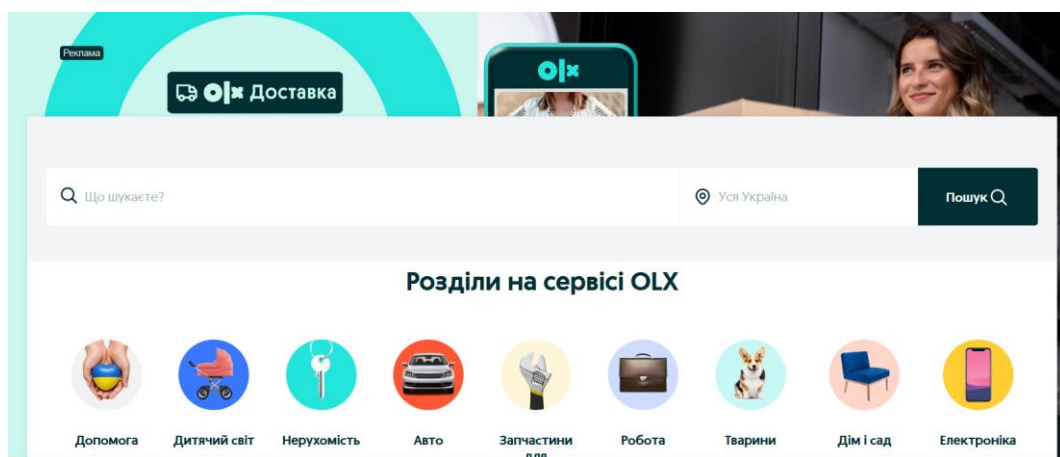 Реклама
olx
olx Доставка
Що шукаєте?
Уся Україна
Пошук
Розділи на сервісі OLX
Допомога
Дитячий світ
Нерухомість
Авто
Запчастини
для
Робота
Тварини
Дім і сад
Електроніка